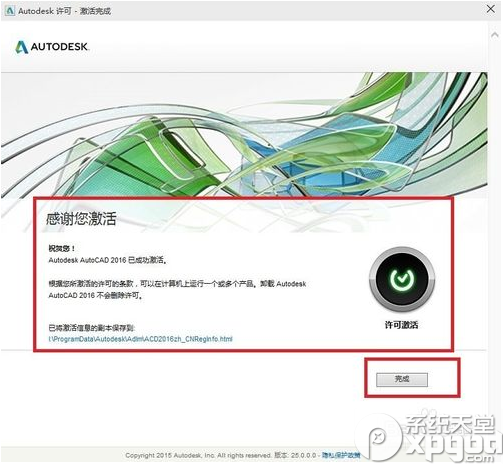 Autodesk 许可 - 激活完成
AUTODESK
感谢您激活
祝贺您！
Autodesk AutoCAD 2016 已成功激活。
根据您所激活的许可的条款，可以在计算机上运行一个或多个产品。卸载 Autodesk
AutoCAD 2016 不会删除许可。
许可激活
已将激活信息的副本保存到:
I:\ProgramData\Autodesk\Adlm\ACD2016zh_CNRegInfo.html
完成
系统天堂
Copyright 2015 Autodesk, Inc. All rights reserved. 版本: 25.0.0.0 - 隐私保护政策